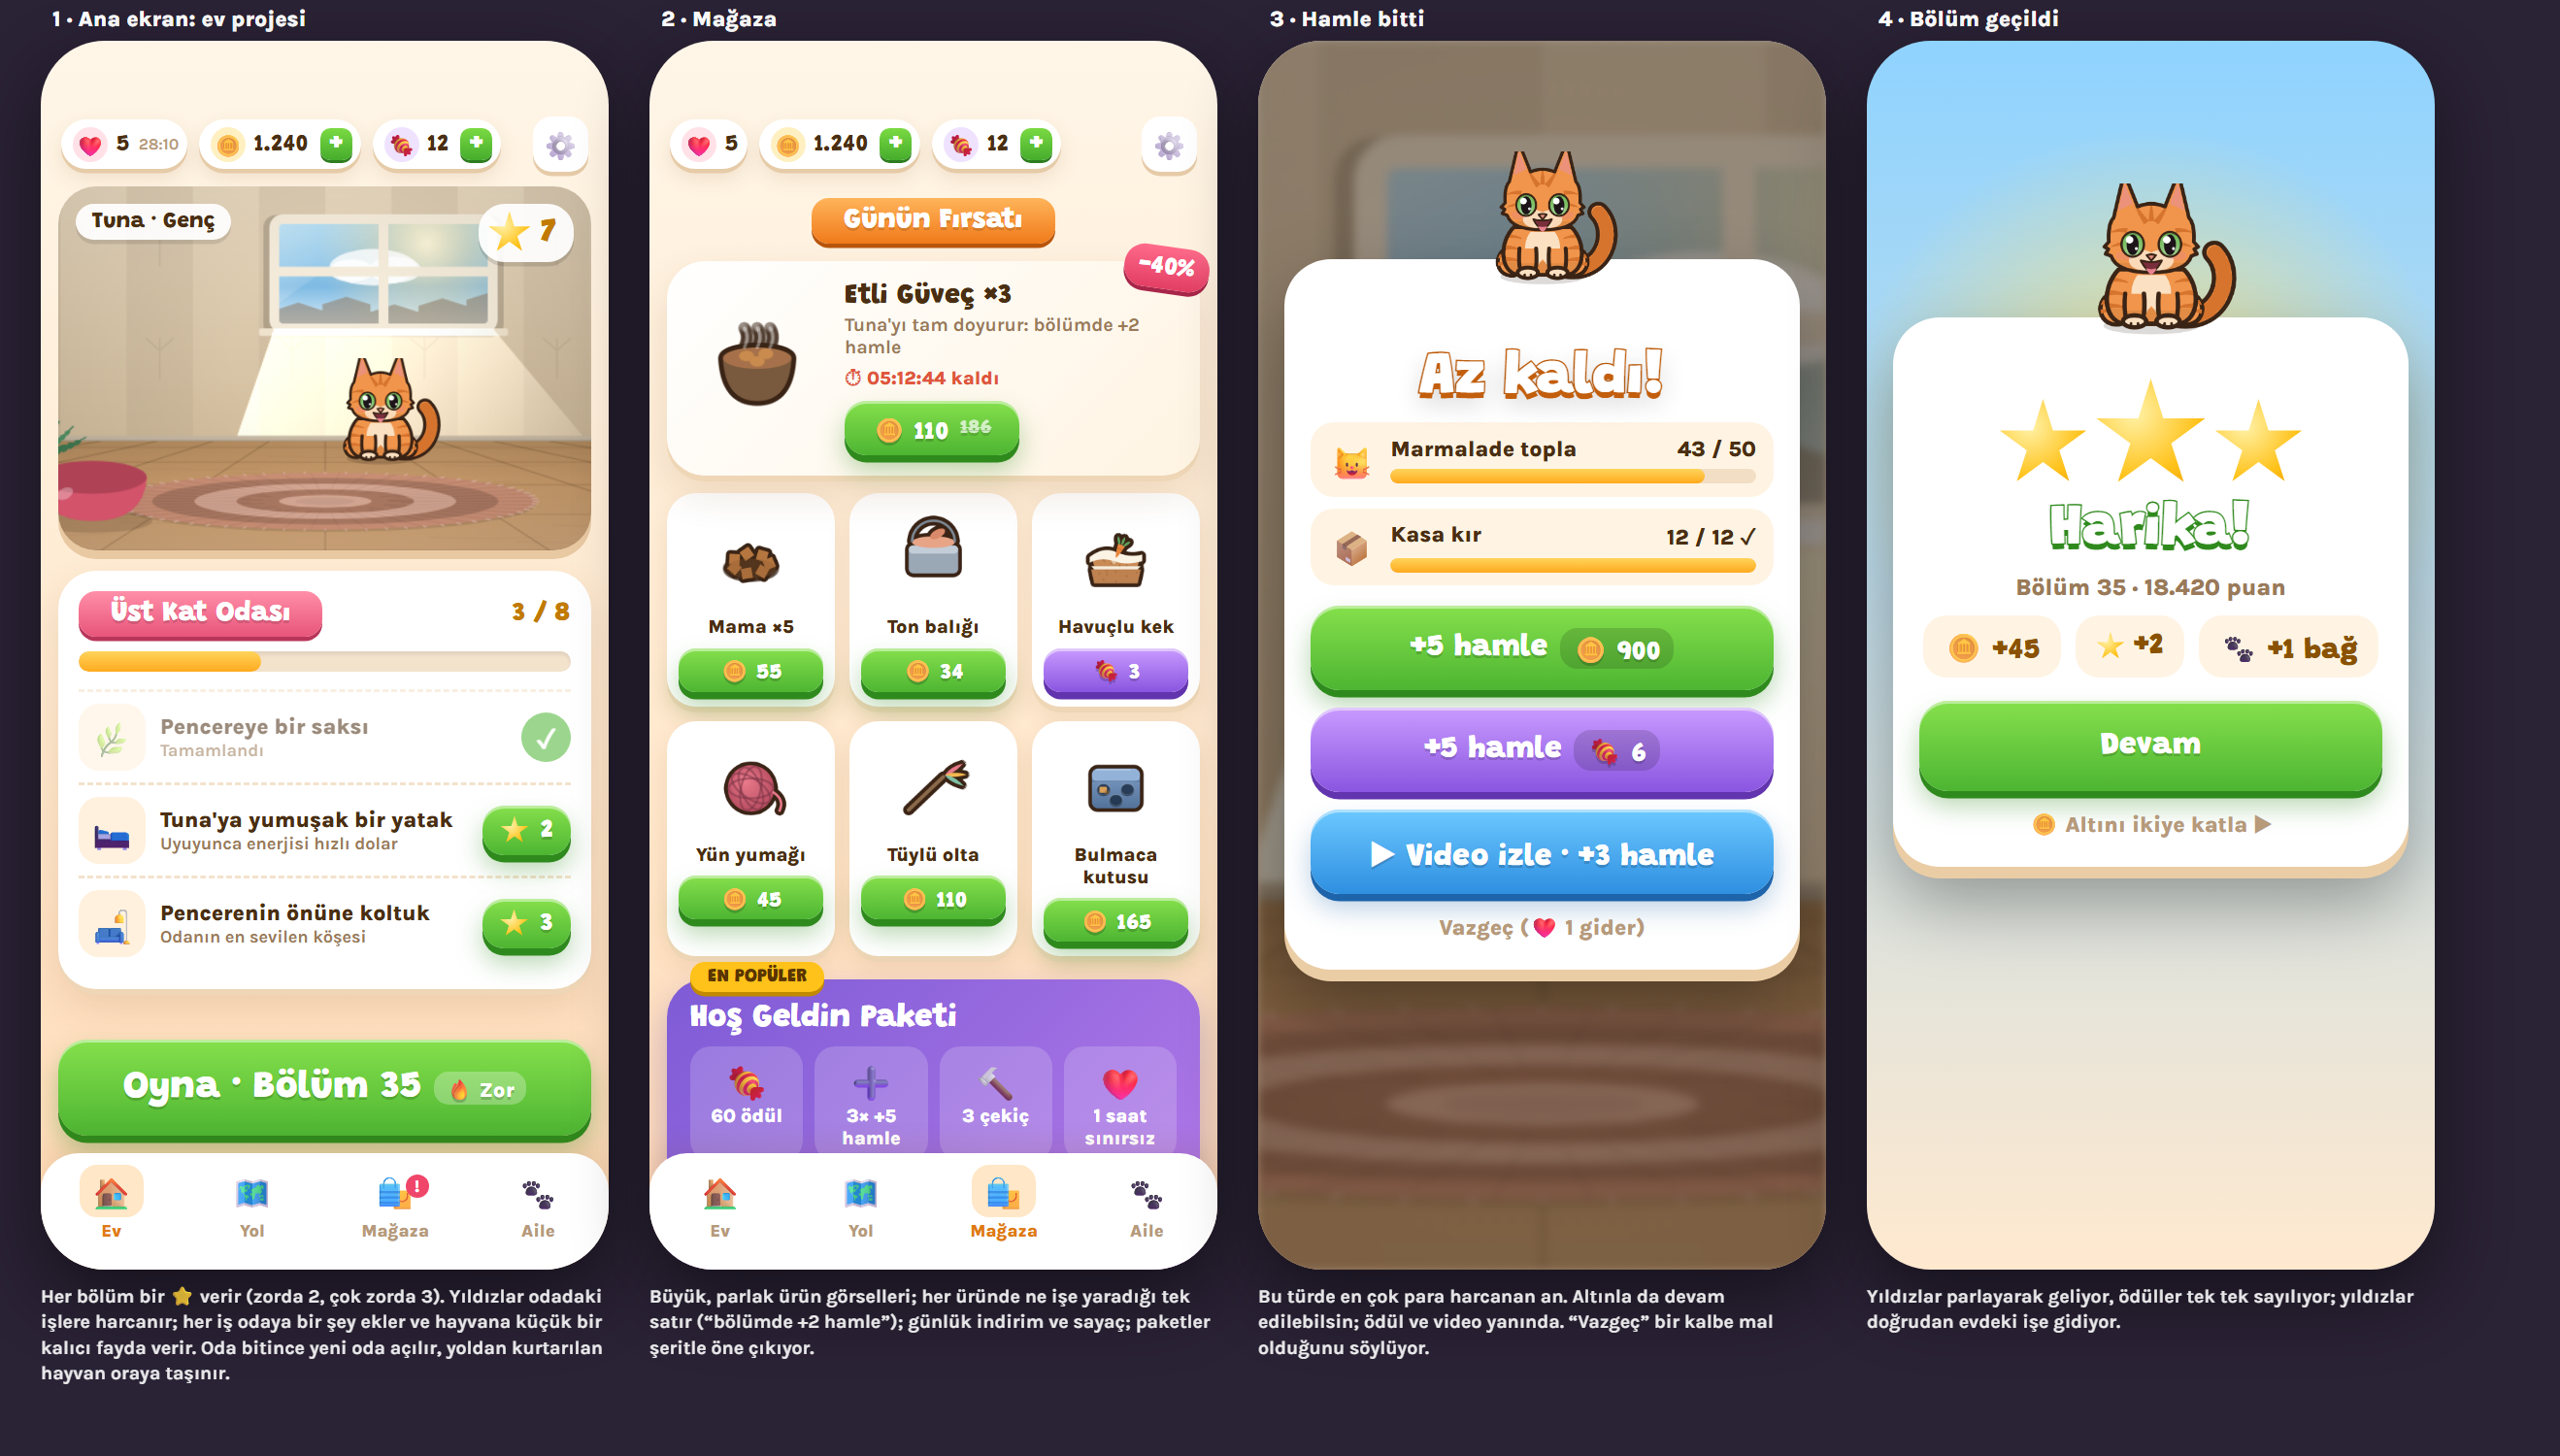 1 · Ana ekran: ev projesi
5 28:10 1.240 + 12 +
Tuna · Genç
7
Üst Kat Odası 3 / 8
Pencereye bir saksı
Tamamlandı
✓
Tuna'ya yumuşak bir yatak
Uyuyunca enerjisi hızlı dolar
2
Pencerenin önüne koltuk
Odanın en sevilen köşesi
3
Oyna · Bölüm 35 Zor
Ev Yol Mağaza ! Aile
Her bölüm bir ⭐ verir (zorda 2, çok zorda 3). Yıldızlar odadaki
işlere harcanır; her iş odaya bir şey ekler ve hayvana küçük bir
kalıcı fayda verir. Oda bitince yeni oda açılır, yoldan kurtarılan
hayvan oraya taşınır.
2 · Mağaza
5 1.240 + 12 +
Günün Fırsatı
-40%
Etli Güveç ×3
Tuna'yı tam doyurur: bölümde +2
hamle
05:12:44 kaldı
110 186
Mama ×5
55
Ton balığı
34
Havuçlu kek
3
Yün yumağı
45
Tüylü olta
110
Bulmaca
kutusu
165
EN POPÜLER
Hoş Geldin Paketi
60 ödül
3× +5
hamle
3 çekiç
1 saat
sınırsız
Ev Yol Mağaza Aile
Büyük, parlak ürün görselleri; her üründe ne işe yaradığı tek
satır (“bölümde +2 hamle”); günlük indirim ve sayaç; paketler
şeritle öne çıkıyor.
3 · Hamle bitti
Az kaldı!
Marmalade topla 43 / 50
Kasa kır 12 / 12 ✓
+5 hamle 900
+5 hamle 6
▶ Video izle · +3 hamle
Vazgeç (❤️ 1 gider)
Bu türde en çok para harcanan an. Altınla da devam
edilebilsin; ödül ve video yanında. “Vazgeç” bir kalbe mal
olduğunu söylüyor.
4 · Bölüm geçildi
Harika!
Bölüm 35 · 18.420 puan
+45 +2 +1 bağ
Devam
Altını ikiye katla ▶
Yıldızlar parlayarak geliyor, ödüller tek tek sayılıyor; yıldızlar
doğrudan evdeki işe gidiyor.